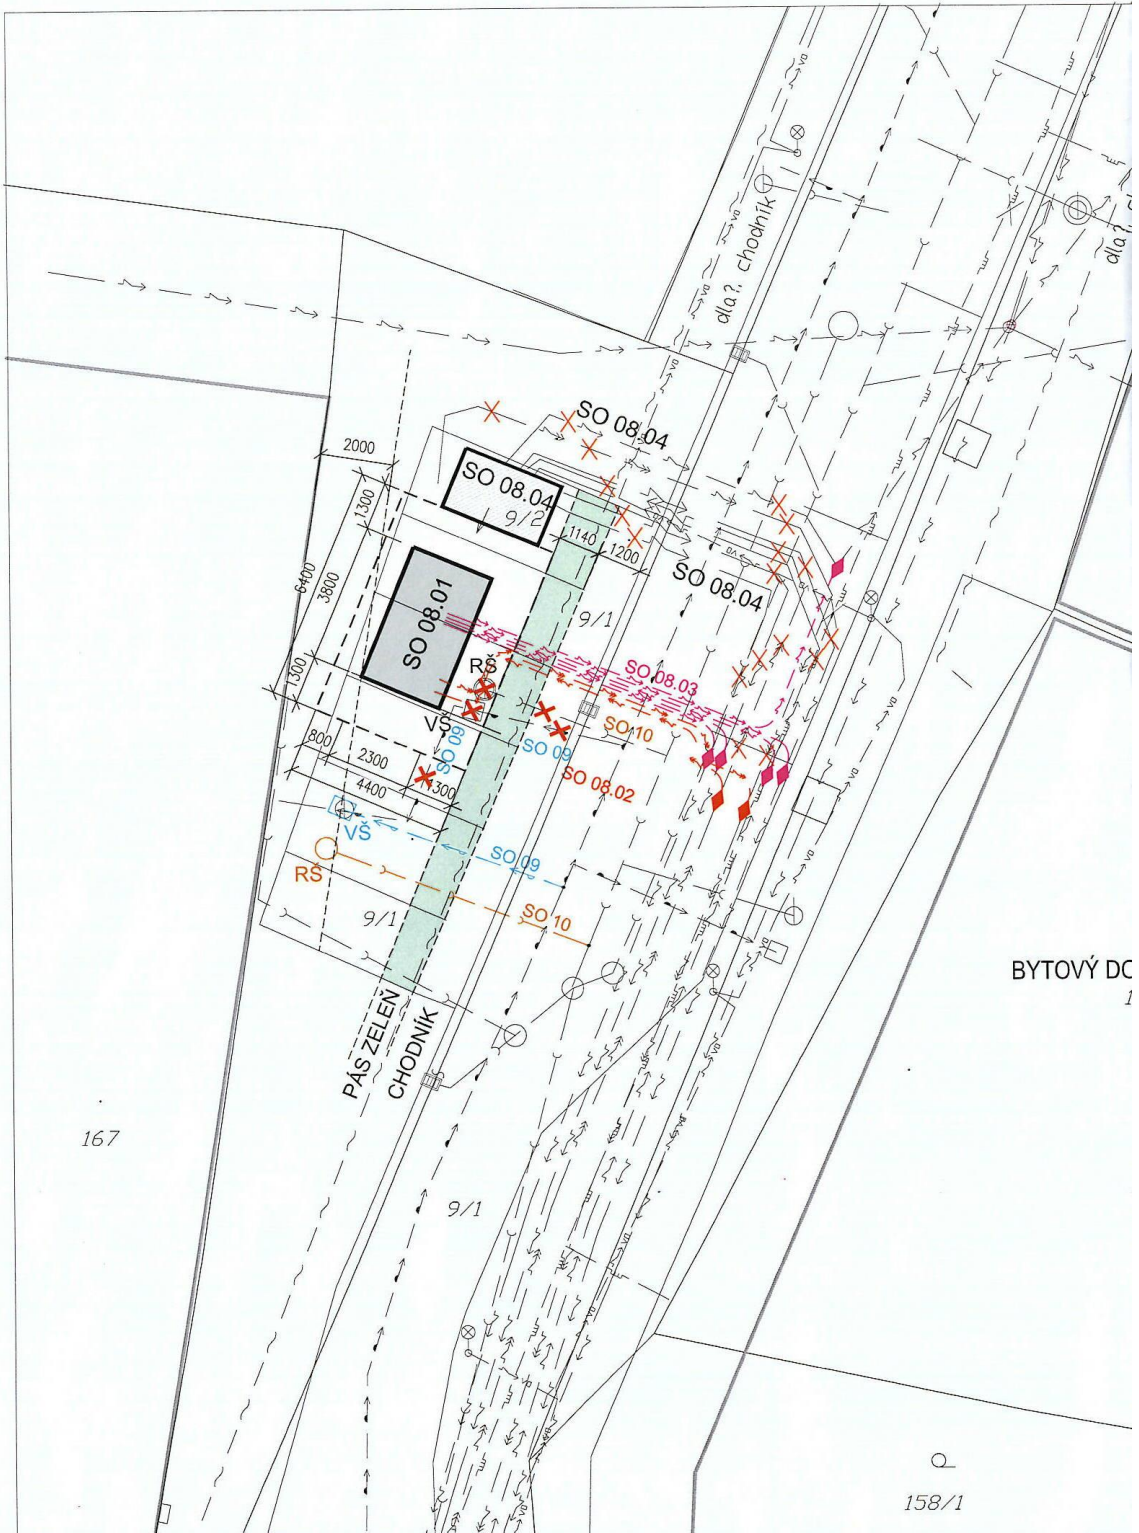 dla?. chodník
dla?.
SO 08.04
2000
1300
SO 08.04
9/2
1140
1200
SO 08.04
6400
3800
SO 08.01
9/1
RŠ
SO 08.03
1300
VŠ
SO 09
SO 10
SO 09
SO 08.02
800
2300
4400
1300
VŠ
SO 09
RŠ
SO 10
9/1
PÁS ZELEŇ
CHODNÍK
BYTOVÝ DO
1
167
9/1
158/1